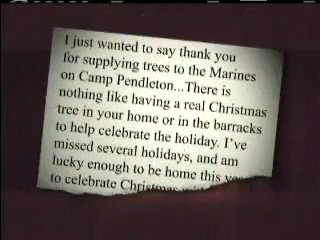 I just wanted to say thank you
for supplying trees to the Marines
on Camp Pendleton...There is
nothing like having a real Christmas
tree in your home or in the barracks
to help celebrate the holiday. I've
missed several holidays, and am
lucky enough to be home this year
to celebrate Christmas